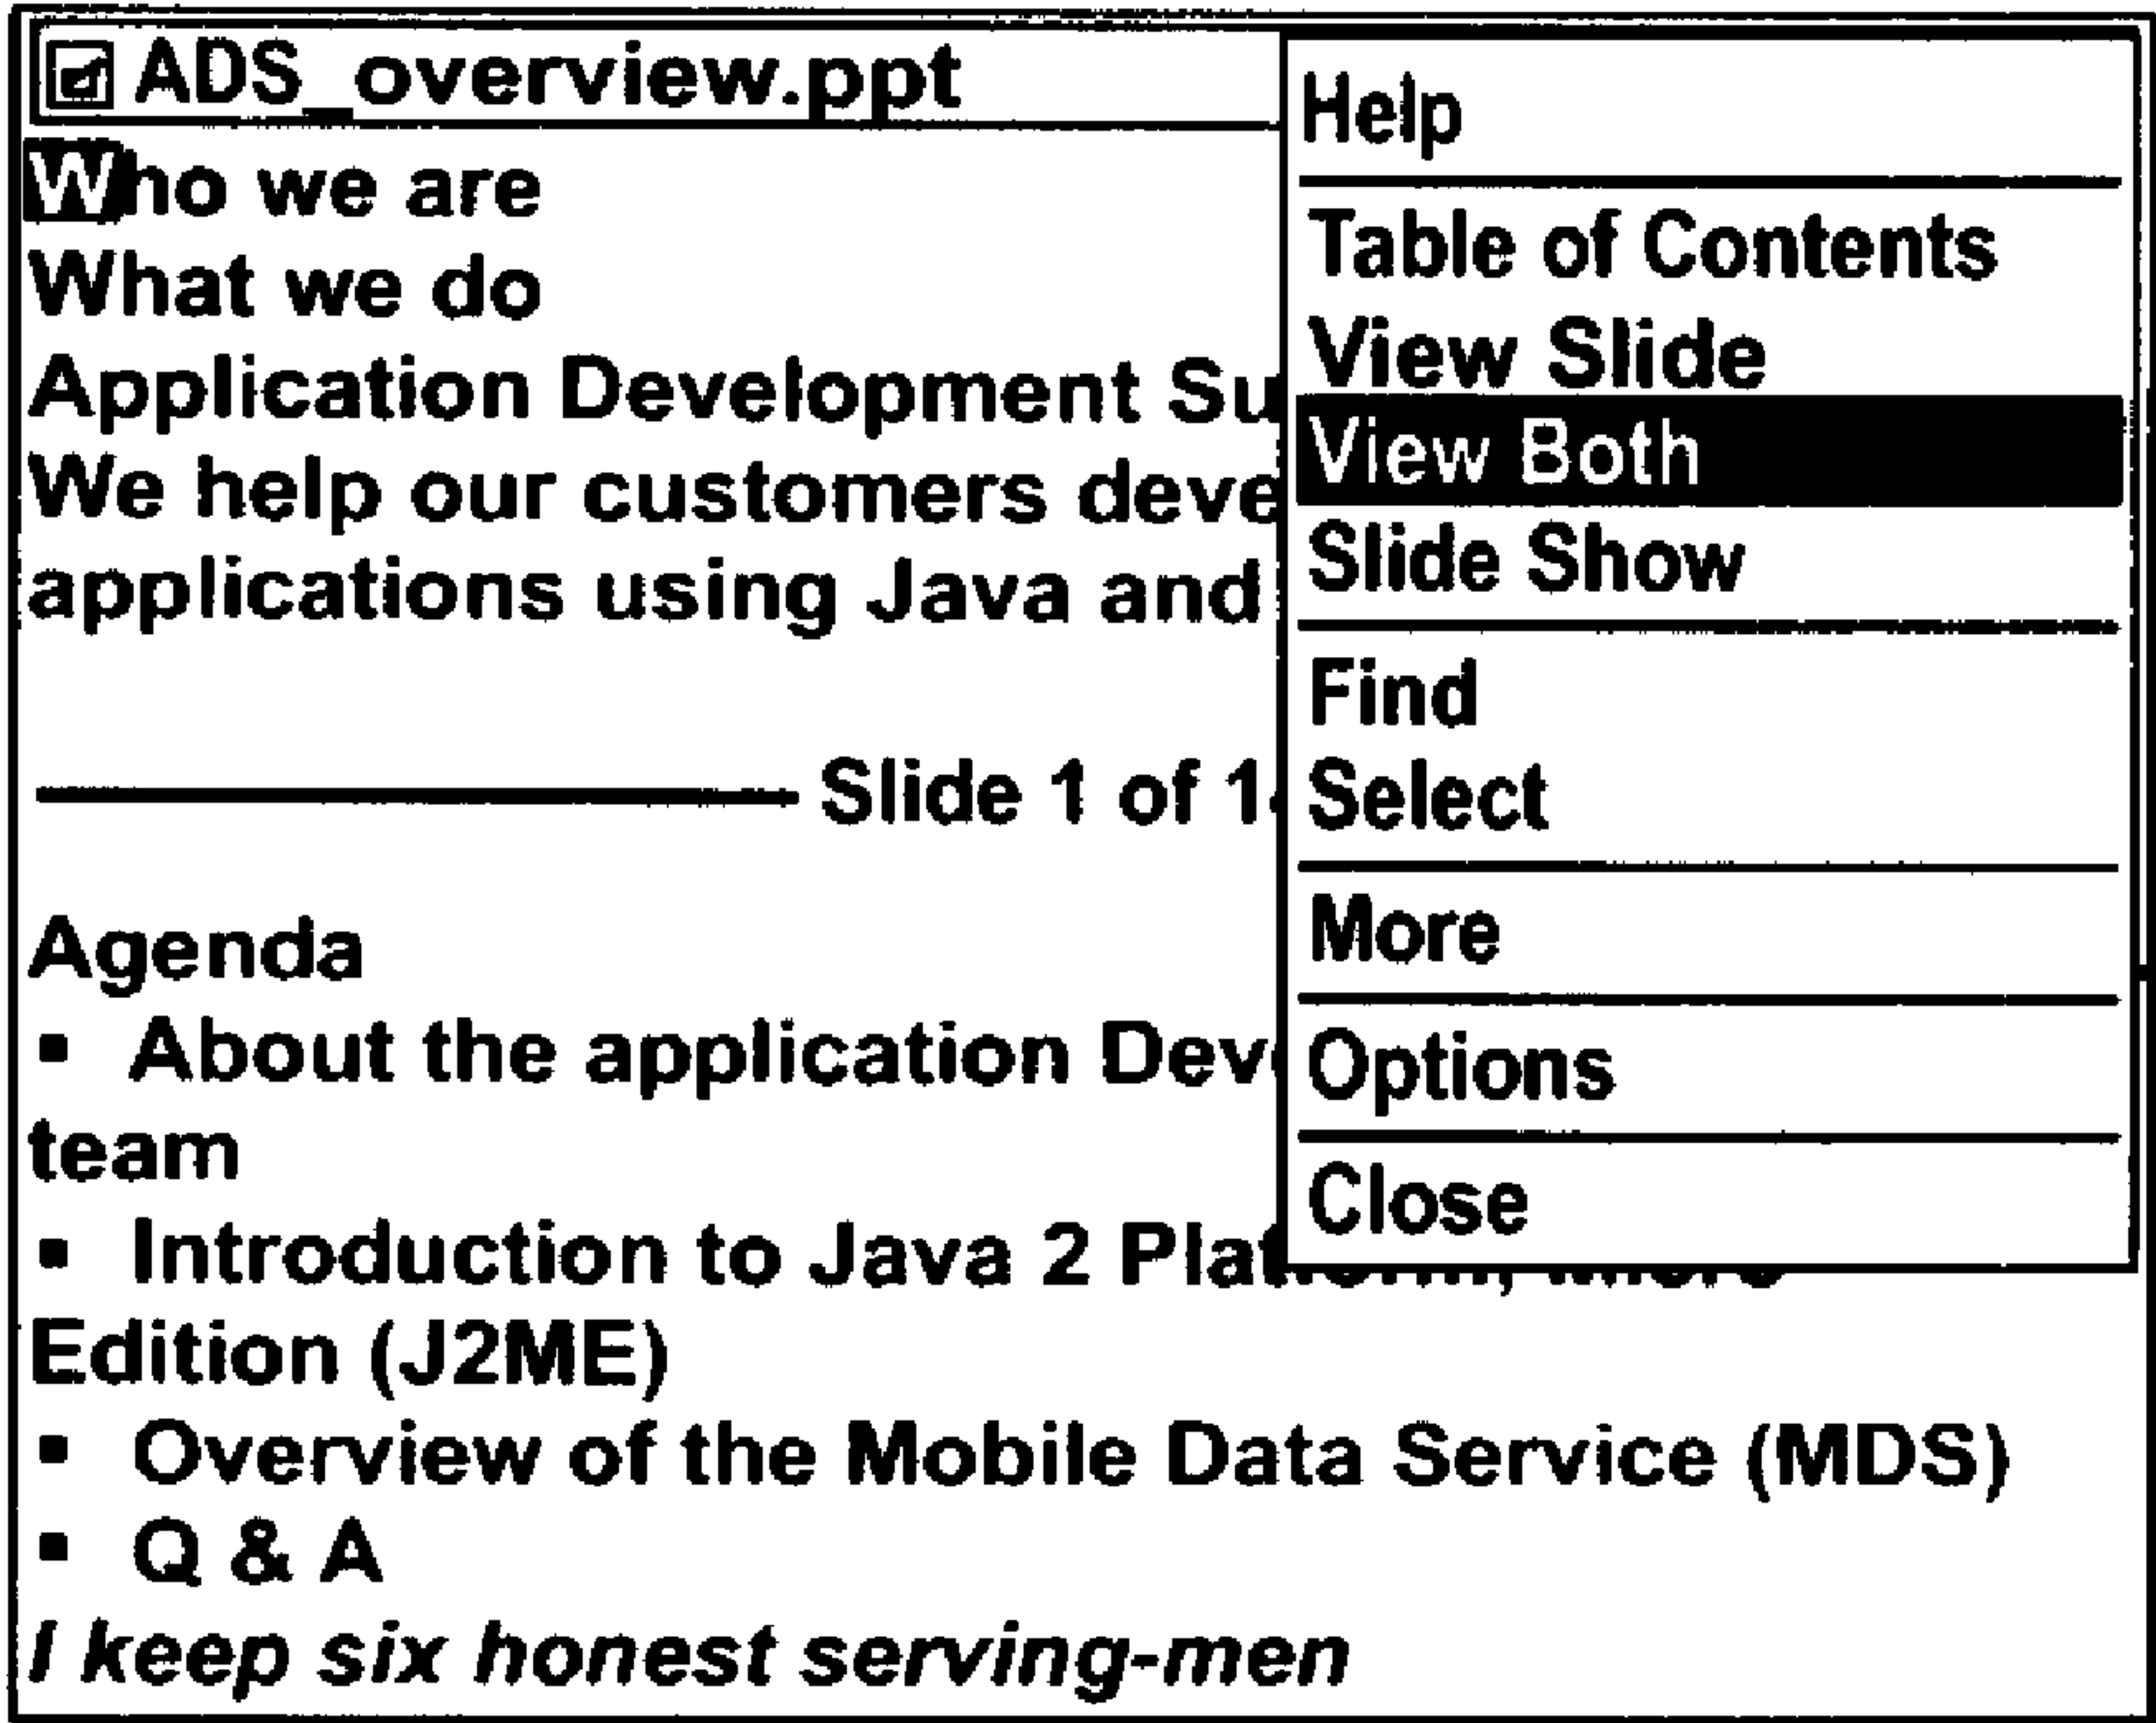 ADS_overview.ppt
Who we are
What we do
Application Development Su
We help our customers deve
applications using Java and
Slide 1 of 1
Agenda
▪ About the application Dev
team
▪ Introduction to Java 2
Edition (J2ME)
▪ Overview of the Mobile Data Service (MDS)
▪ Q & A
I keep six honest serving-men
Help
Table of Contents
View Slide
View Both
Slide Show
Find
Select
More
Options
Close